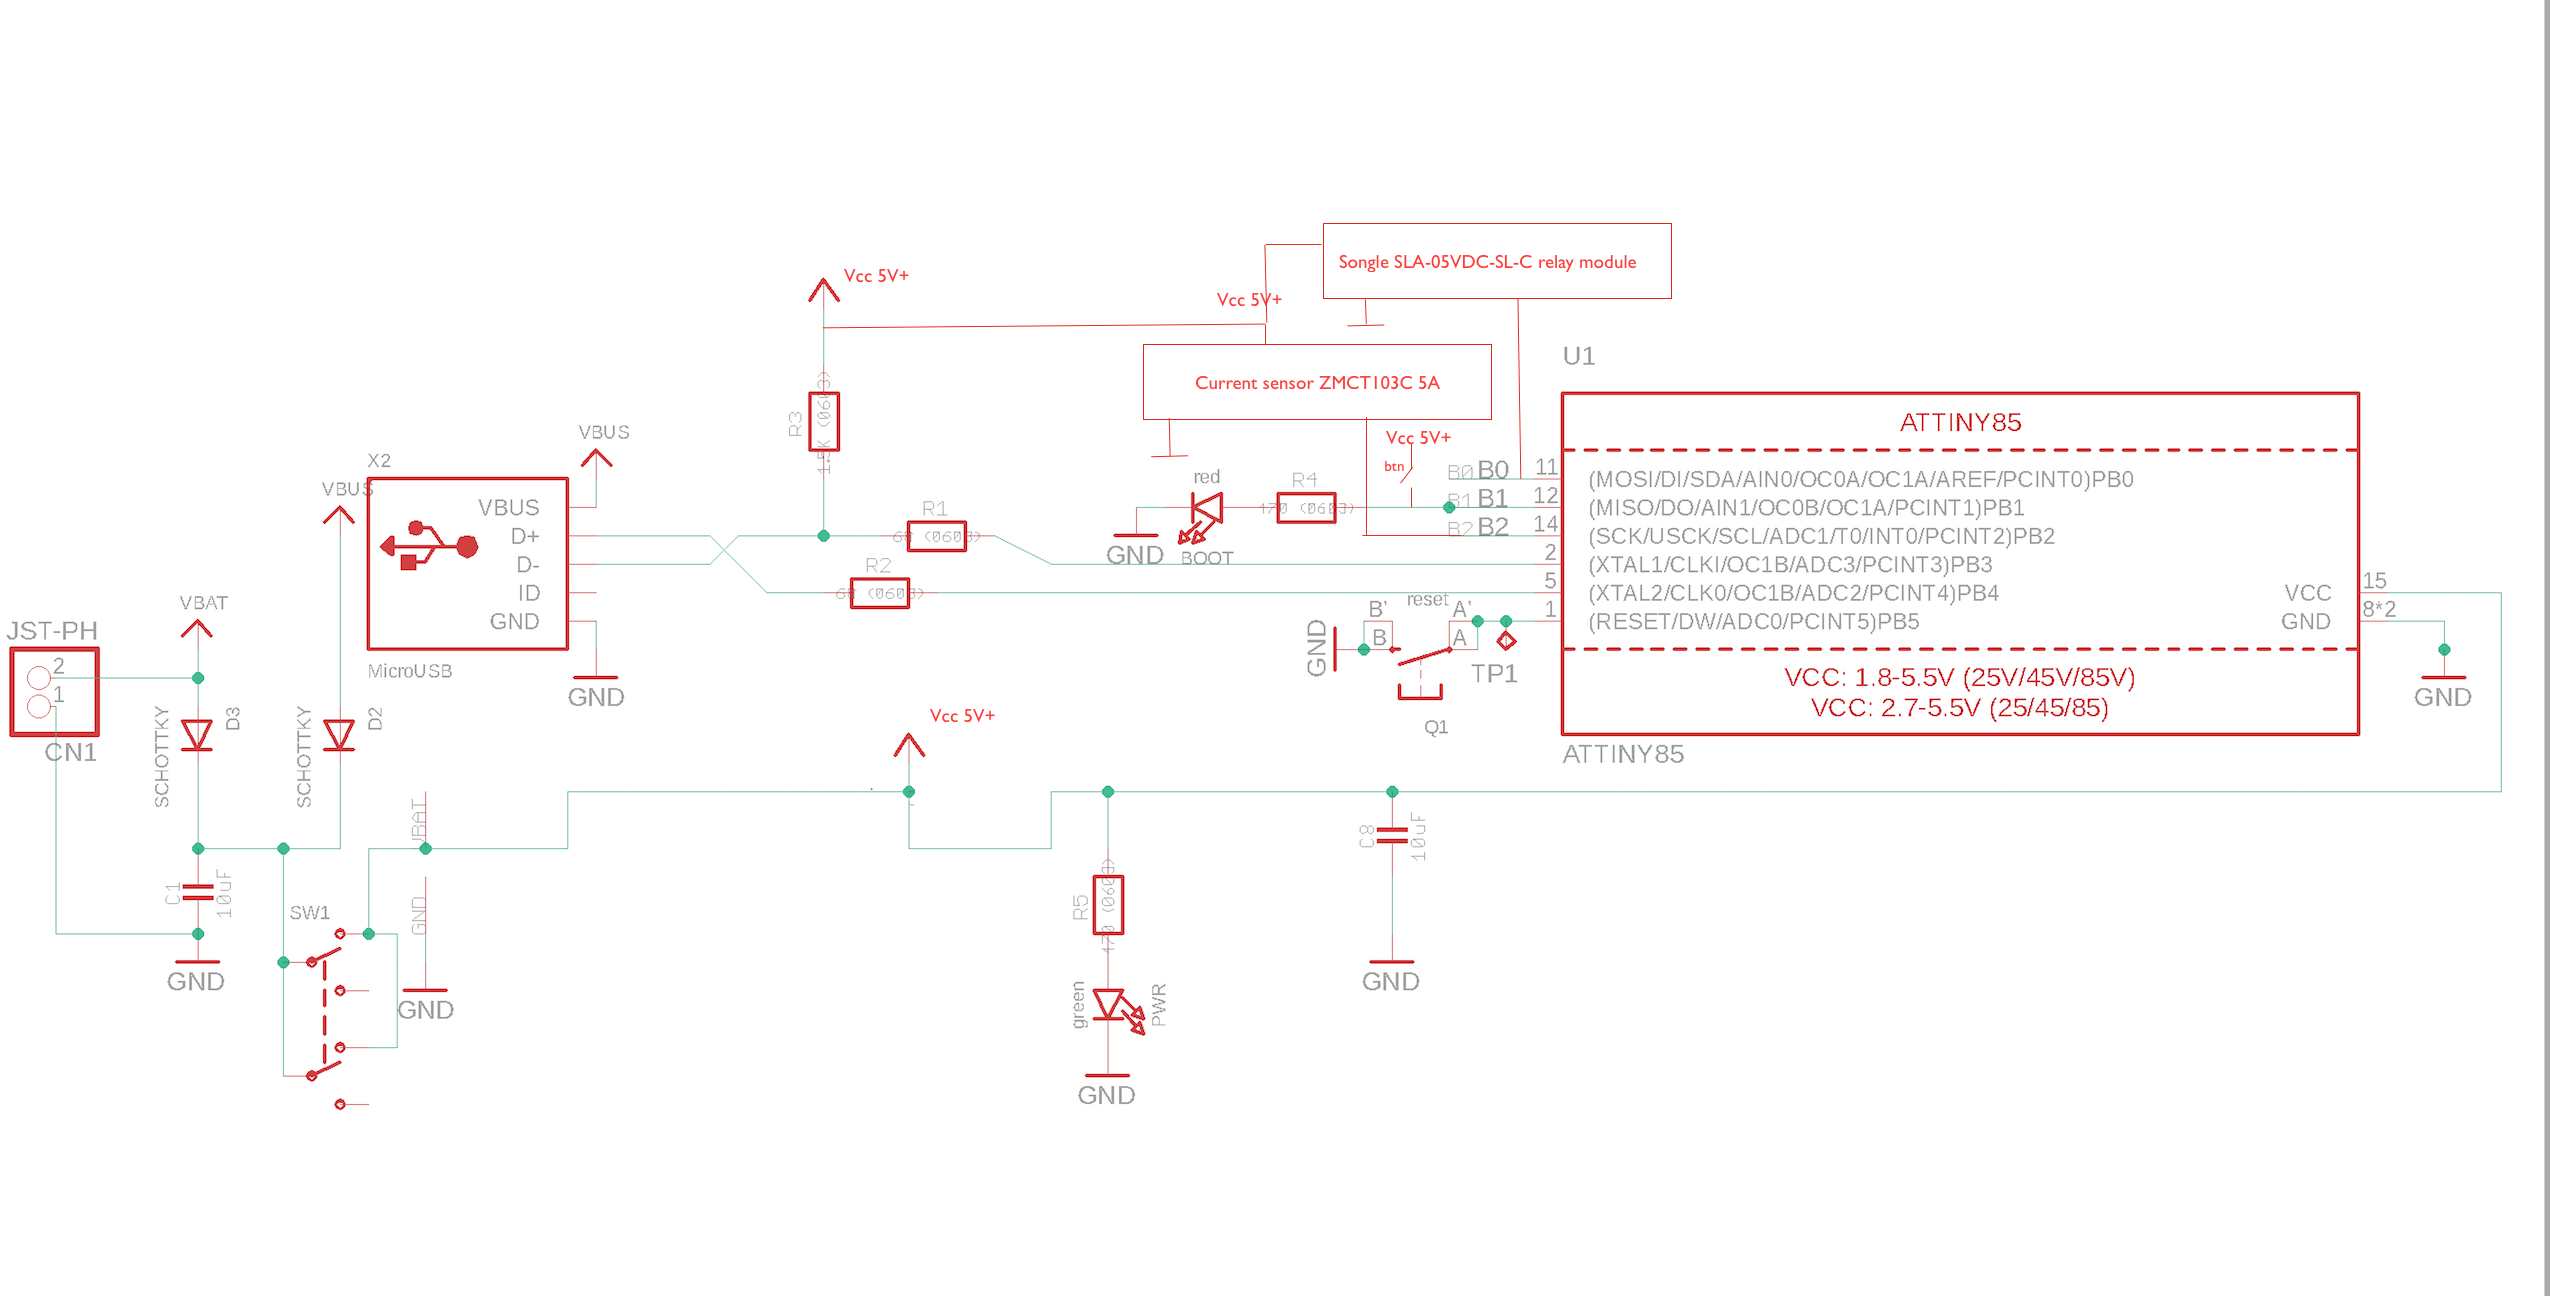 Songle SLA-05VDC-SL-C relay module
Vcc 5V+
Vcc 5V+
U1
Current sensor ZMCT103C 5A
ATTINY85
R3
1.5K (0603)
VBUS
Vcc 5V+
X2
btn
B0
B0
11
(MOSI/DI/SDA/AIN0/OC0A/OC1A/AREF/PCINT0)PB0
VBUS
VBUS
red
R4
170 (0603)
B1
B1
12
(MISO/DO/AIN1/OC0B/OC1A/PCINT1)PB1
R1
68 (0603)
D+
B2
B2
14
(SCK/USCK/SCL/ADC1/T0/INT0/PCINT2)PB2
D-
GND
BOOT
2
(XTAL1/CLKI/OC1B/ADC3/PCINT3)PB3
R2
68 (0603)
ID
5
(XTAL2/CLK0/OC1B/ADC2/PCINT4)PB4
VCC
15
VBAT
GND
reset
B'
A'
1
(RESET/DW/ADC0/PCINT5)PB5
GND
8*2
JST-PH
GND
B
A
2
1
MicroUSB
TP1
VCC: 1.8-5.5V (25V/45V/85V)
GND
GND
VCC: 2.7-5.5V (25/45/85)
Q1
CN1
SCHOTTKY
D3
SCHOTTKY
D2
Vcc 5V+
ATTINY85
VBAT
C8
10uF
C1
10uF
SW1
GND
R5
470 (0603)
GND
GND
GND
green
PWR
GND